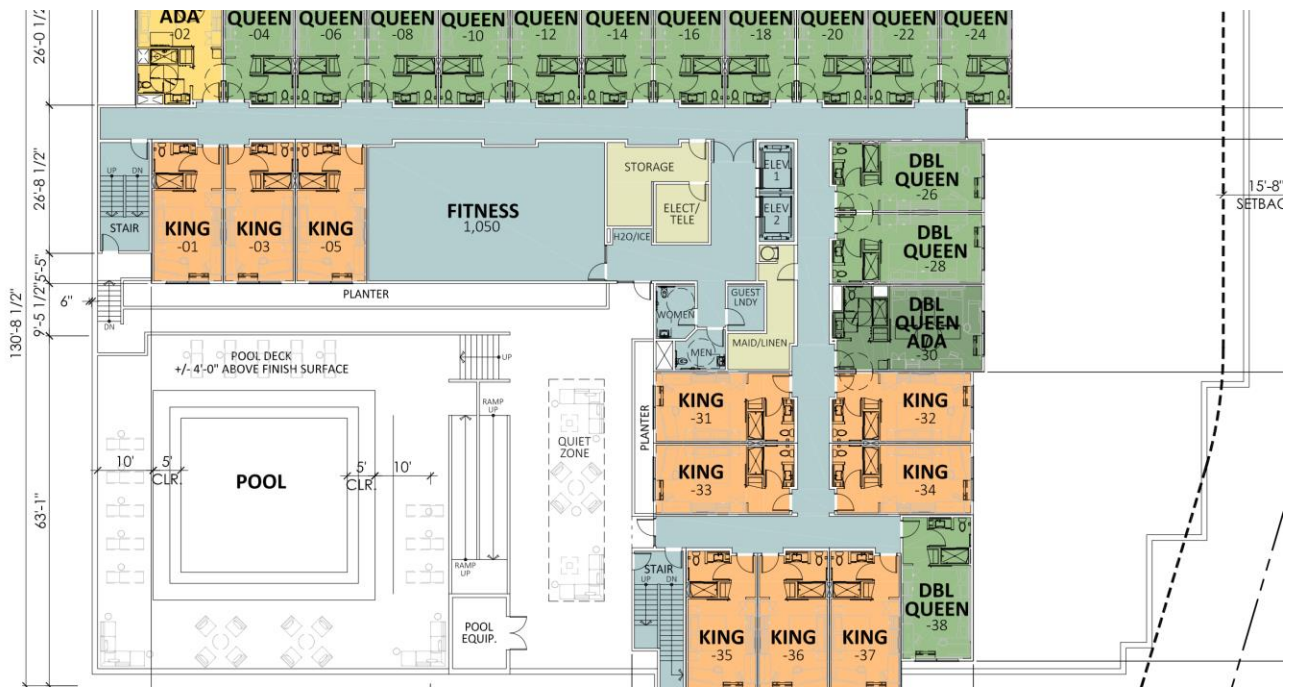 ADA
-02
QUEEN
-04
QUEEN
-06
QUEEN
-08
QUEEN
-10
QUEEN
-12
QUEEN
-14
QUEEN
-16
QUEEN
-18
QUEEN
-20
QUEEN
-22
QUEEN
-24
26'-0 1/2"
26'-8 1/2"
5'-5"
9'-5 1/2"
6"
130'-8 1/2"
63'-1"
UP
DN
STAIR
KING
-01
KING
-03
KING
-05
FITNESS
1,050
STORAGE
ELECT/
TELE
H2O/ICE
ELEV
1
ELEV
2
DBL
QUEEN
-26
DBL
QUEEN
-28
DBL
QUEEN
ADA
-30
15'-8"
SETBAC
DN
PLANTER
WOMEN
GUEST
LNDY
MEN
MAID/LINEN
POOL DECK
+/- 4'-0" ABOVE FINISH SURFACE
UP
RAMP
UP
QUIET
ZONE
PLANTER
KING
-31
KING
-32
KING
-33
KING
-34
10'
5'
CLR.
POOL
5'
CLR.
10'
RAMP
UP
POOL
EQUIP.
STAIR
UP
DN
KING
-35
KING
-36
KING
-37
DBL
QUEEN
-38